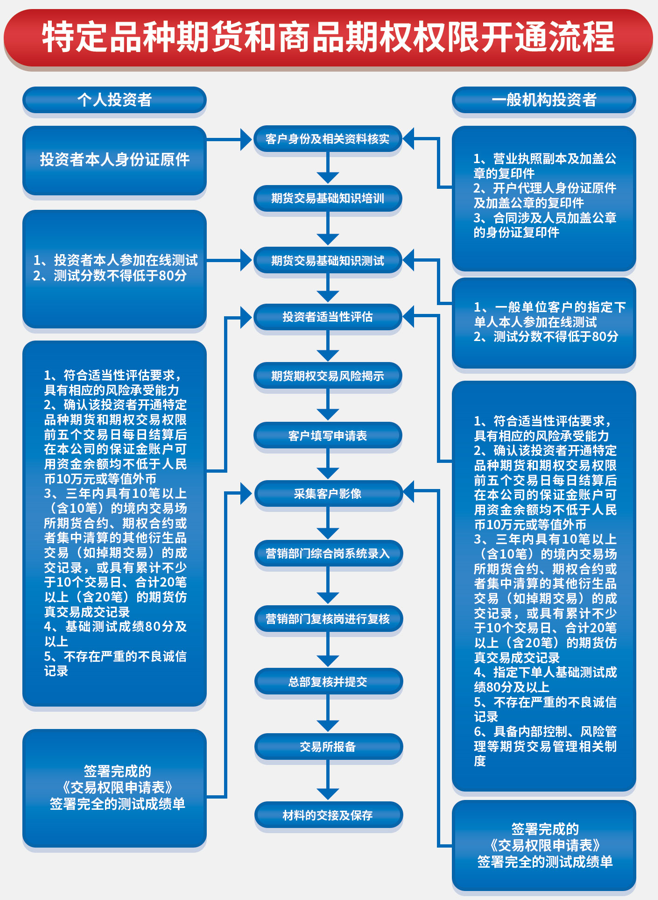 特定品种期货和商品期权权限开通流程
个人投资者
投资者本人身份证原件
1、投资者本人参加在线测试
2、测试分数不得低于80分
1、符合适当性评估要求，
具有相应的风险承受能力
2、确认该投资者开通特定
品种期货和期权交易权限
前五个交易日每日结算后
在本公司的保证金账户可
用资金余额均不低于人民
币10万元或等值外币
3、三年内具有10笔以上
（含10笔）的境内交易场
所期货合约、期权合约或
者集中清算的其他衍生品
交易（如掉期交易）的成
交记录，或具有累计不少
于10个交易日、合计20笔
以上（含20笔）的期货仿
真交易成交记录
4、基础测试成绩80分及
以上
5、不存在严重的不良诚信
记录
签署完成的
《交易权限申请表》
签署完全的测试成绩单
客户身份及相关资料核实
期货交易基础知识培训
期货交易基础知识测试
投资者适当性评估
期货期权交易风险揭示
客户填写申请表
采集客户影像
营销部门综合岗系统录入
营销部门复核岗进行复核
总部复核并提交
交易所报备
材料的交接及保存
一般机构投资者
1、营业执照副本及加盖公
章的复印件
2、开户代理人身份证原件
及加盖公章的复印件
3、合同涉及人员加盖公章
的身份证复印件
1、一般单位客户的指定下
单人本人参加在线测试
2、测试分数不得低于80分
1、符合适当性评估要求，
具有相应的风险承受能力
2、确认该投资者开通特定
品种期货和期权交易权限
前五个交易日每日结算后
在本公司的保证金账户可
用资金余额均不低于人民
币10万元或等值外币
3、三年内具有10笔以上
（含10笔）的境内交易场
所期货合约、期权合约或
者集中清算的其他衍生品
交易（如掉期交易）的成
交记录，或具有累计不少
于10个交易日、合计20笔
以上（含20笔）的期货仿
真交易成交记录
4、指定下单人基础测试成
绩80分及以上
5、不存在严重的不良诚信
记录
6、具备内部控制、风险管
理等期货交易管理相关制
度
签署完成的
《交易权限申请表》
签署完全的测试成绩单